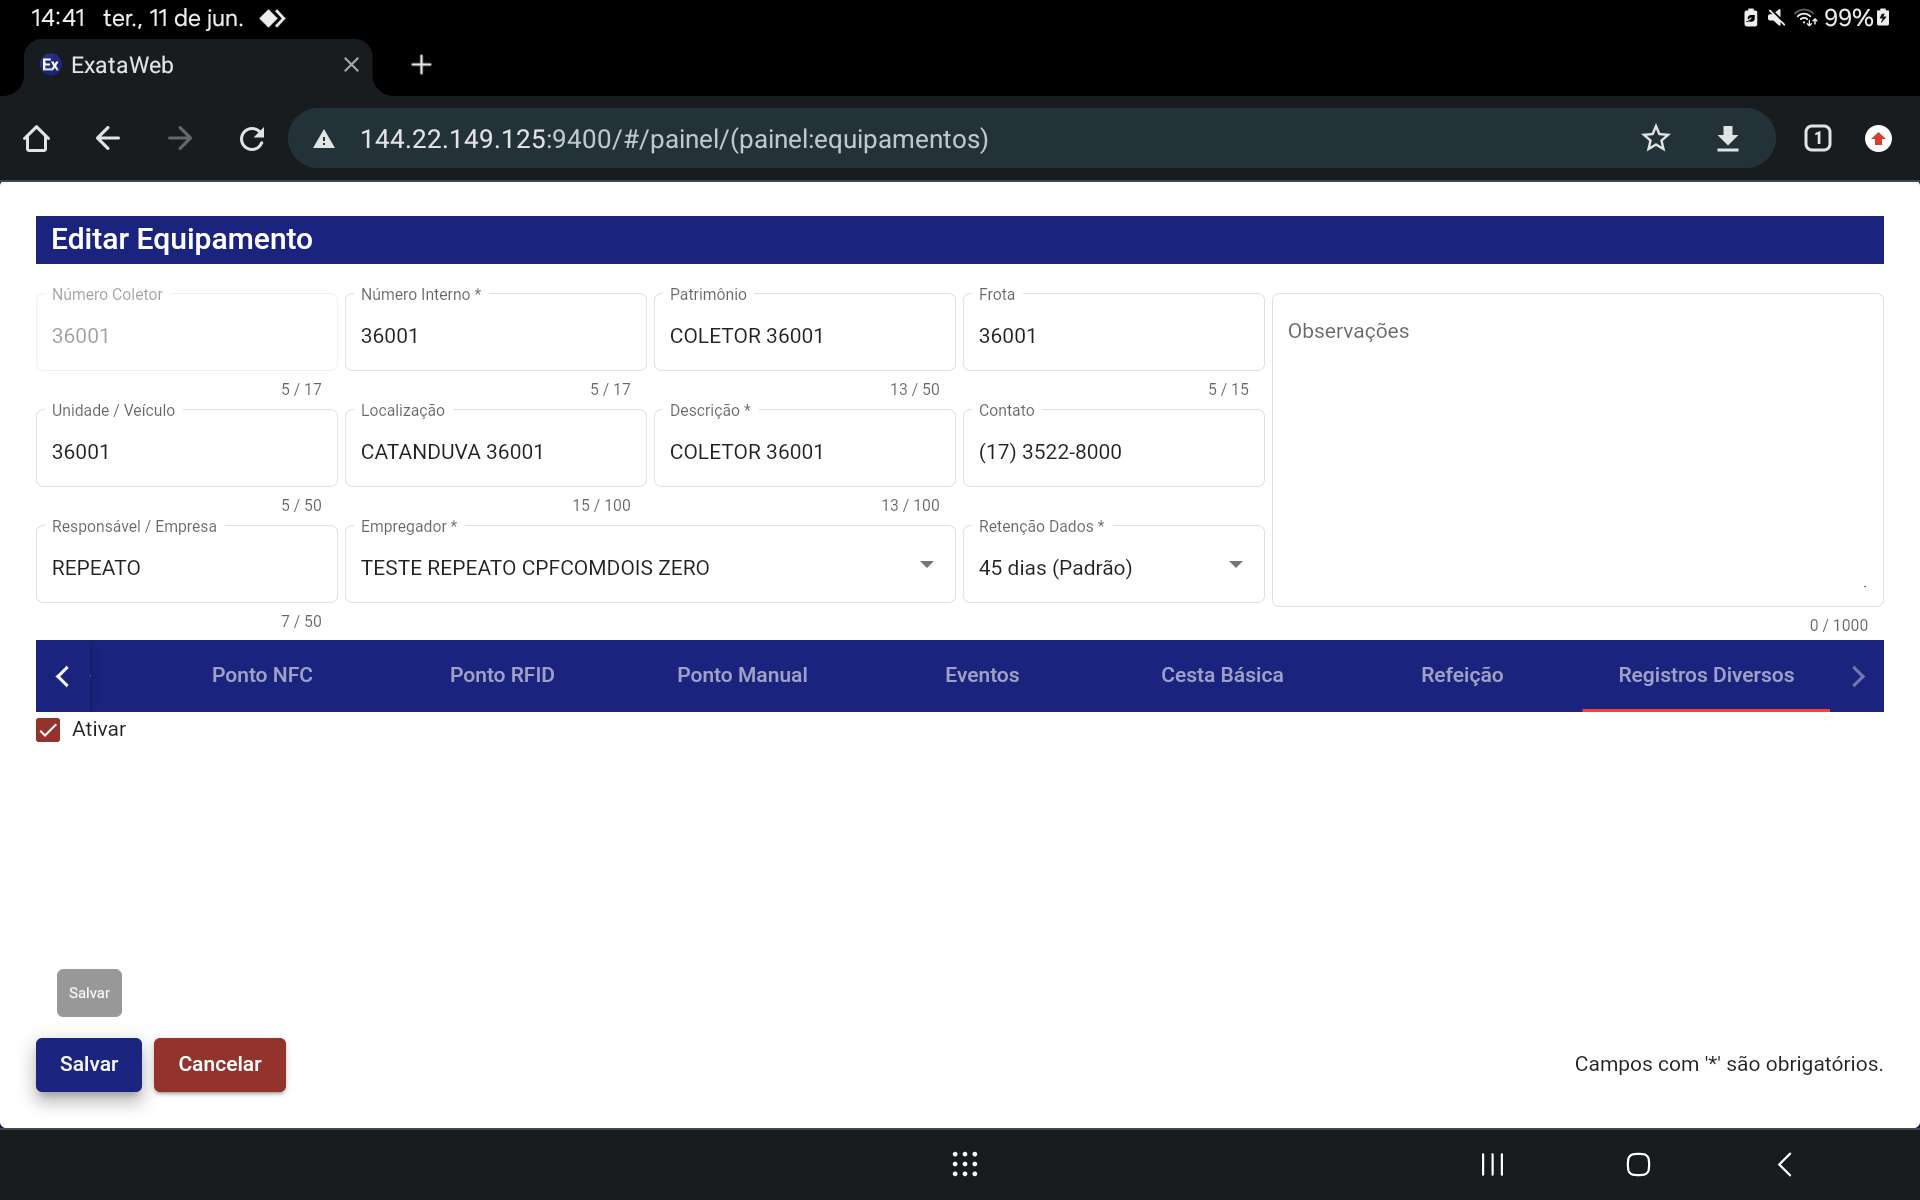 14:41 ter., 11 de jun. 99%
Ex ExataWeb
144.22.149.125:9400/#/painel/(painel:equipamentos) 1
Editar Equipamento
Número Coletor Número Interno * Patrimônio Frota
36001 36001 COLETOR 36001 36001 Observações
5 / 17 5 / 17 13 / 50 5 / 15
Unidade / Veículo Localização Descrição * Contato
36001 CATANDUVA 36001 COLETOR 36001 (17) 3522-8000
5 / 50 15 / 100 13 / 100
Responsável / Empresa Empregador * Retenção Dados *
REPEATO TESTE REPEATO CPFCOMDOIS ZERO 45 dias (Padrão)
7 / 50 0 / 1000
Ponto NFC Ponto RFID Ponto Manual Eventos Cesta Básica Refeição Registros Diversos
Ativar
Salvar
Salvar Cancelar Campos com '*' são obrigatórios.